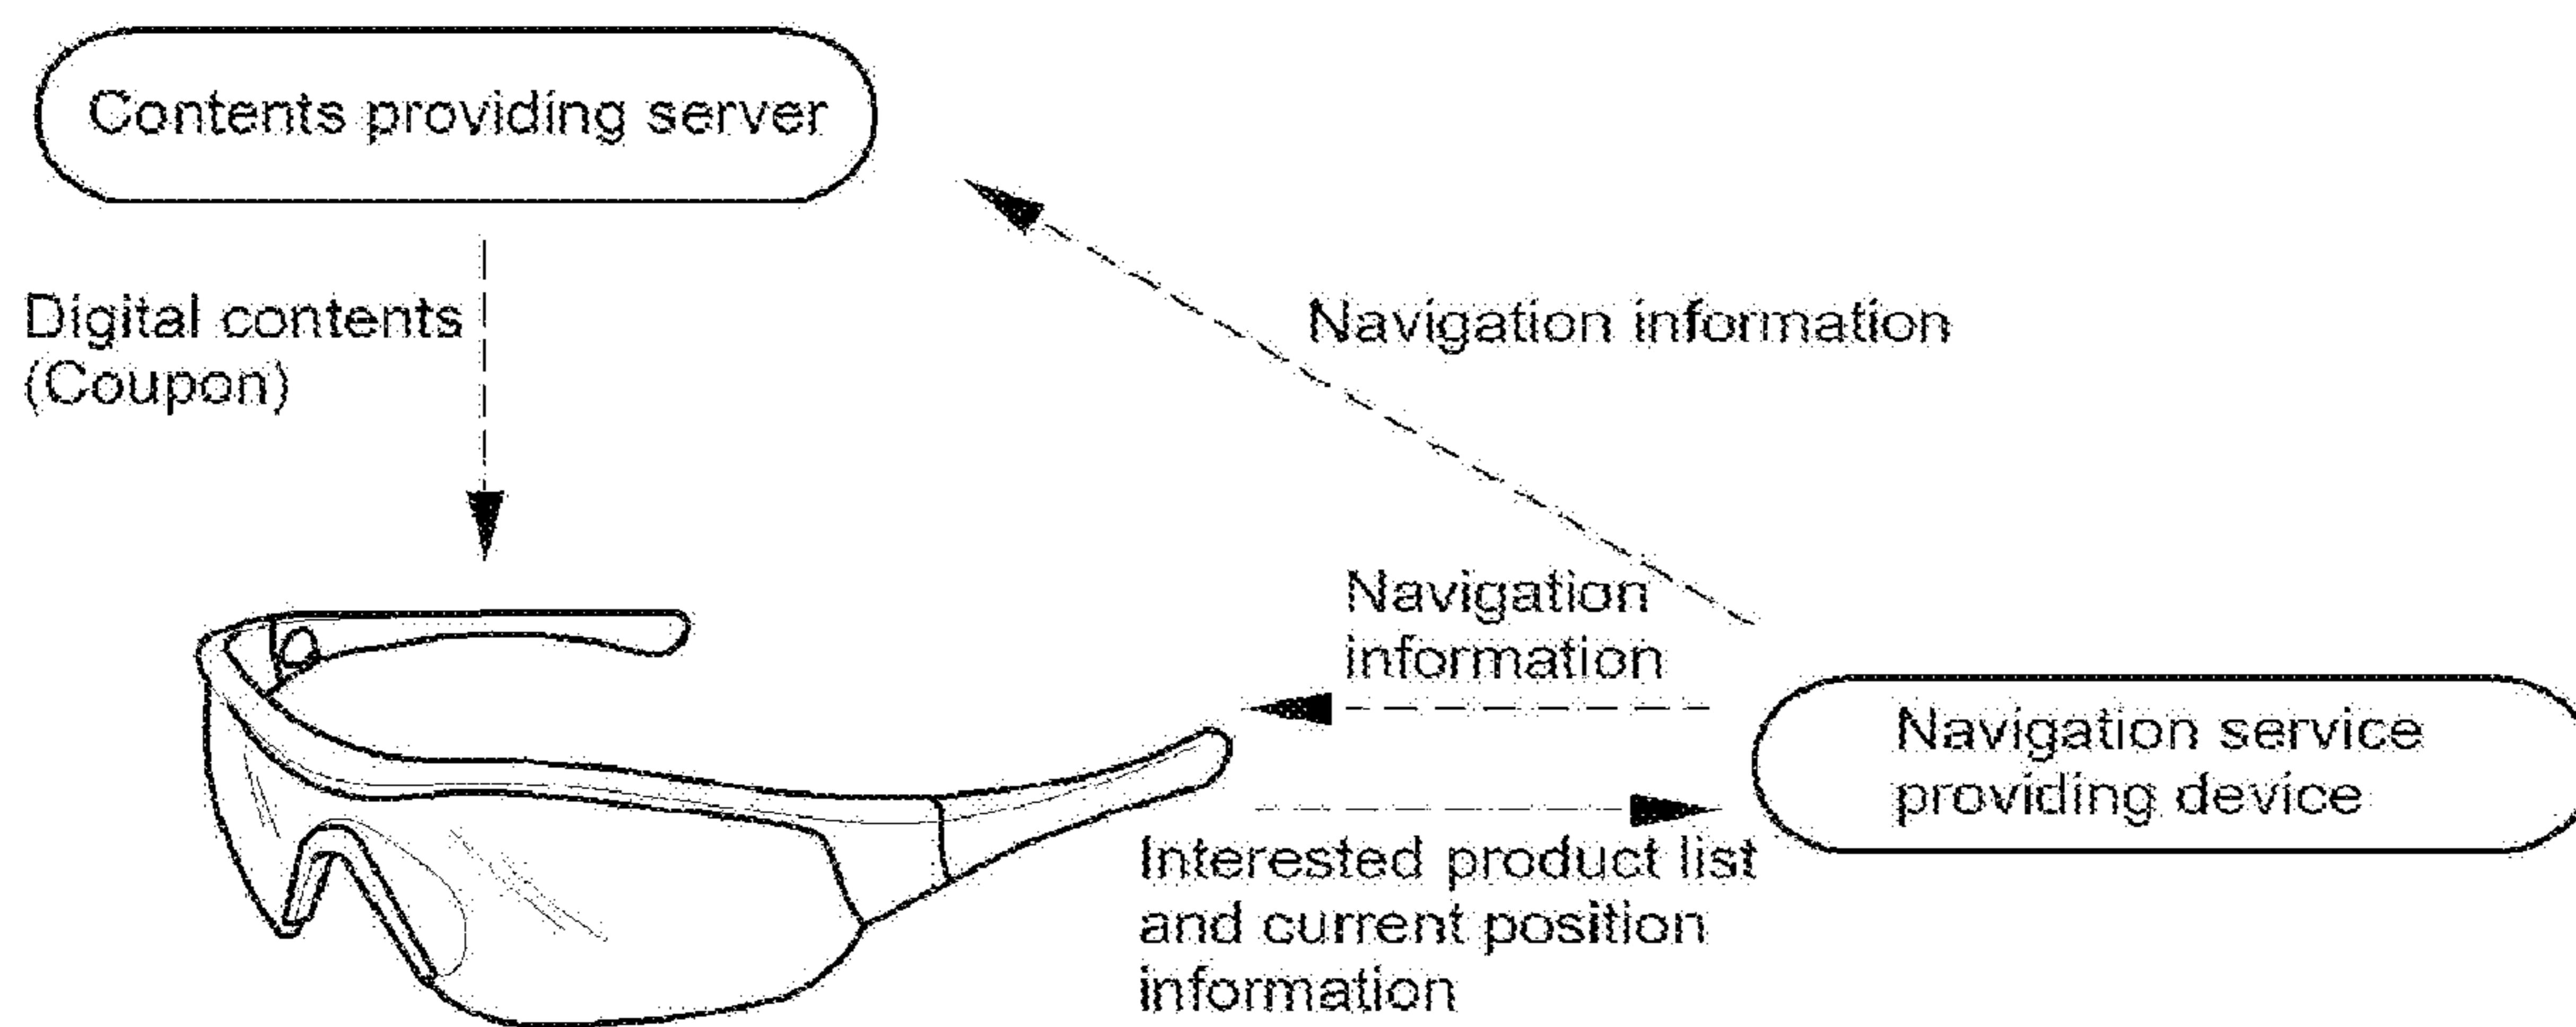 Contents providing server
Digital contents
(Coupon)
Navigation information
Navigation
information
Navigation service
providing device
Interested product list
and current position
information